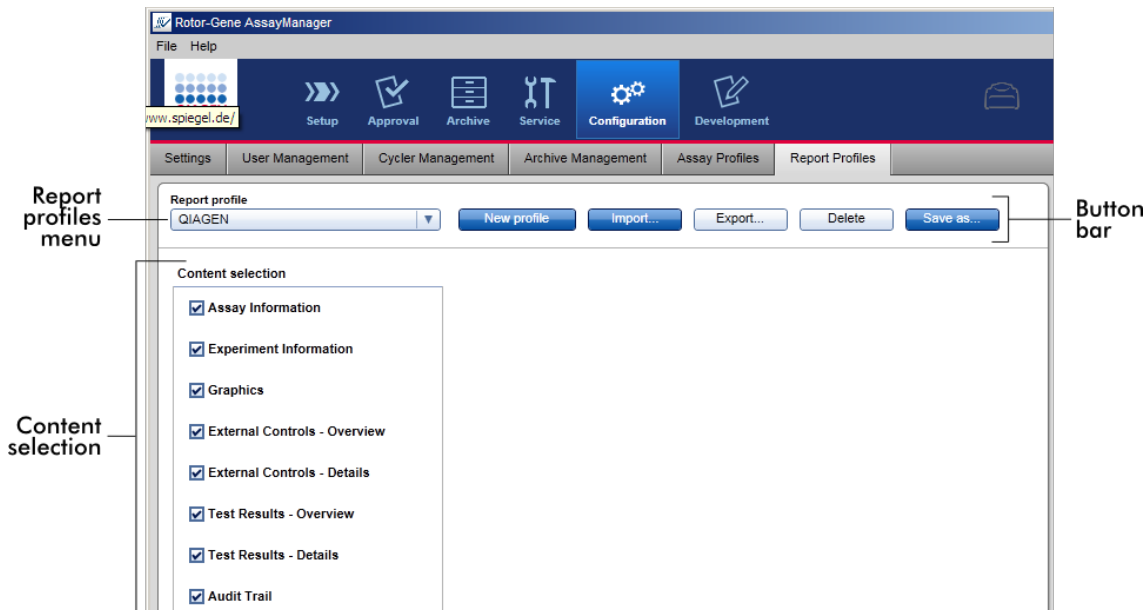 Rotor-Gene AssayManager
File Help
www.spiegel.de/
Setup
Approval
Archive
Service
Configuration
Development
Settings
User Management
Cycler Management
Archive Management
Assay Profiles
Report Profiles
Report
profiles
menu
Report profile
QIAGEN
New profile
Import...
Export...
Delete
Save as...
Button
bar
Content selection
Assay Information
Experiment Information
Graphics
External Controls - Overview
Content
selection
External Controls - Details
Test Results - Overview
Test Results - Details
Audit Trail